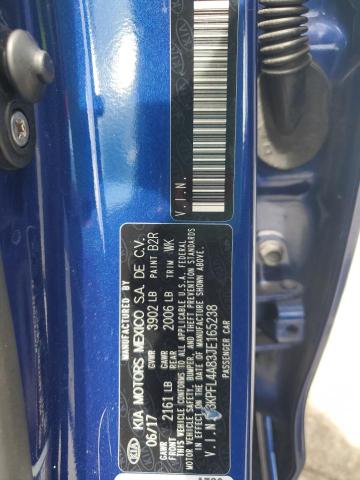 MANUFACTURED BY
KIA MOTORS MEXICO S.A. DE C.V.
06/17 GVWR 3902 LB PAINT B2R
GAWR FRONT 2161 LB GAWR REAR 2006 LB TRIM WK
THIS VEHICLE CONFORMS TO ALL APPLICABLE U.S.
FEDERAL MOTOR VEHICLE SAFETY, BUMPER, AND
THEFT PREVENTION STANDARDS IN EFFECT ON THE
DATE OF MANUFACTURE SHOWN ABOVE.
V.I.N 3KPFL4A83JE165238
PASSENGER CAR
V.I.N.
KIA